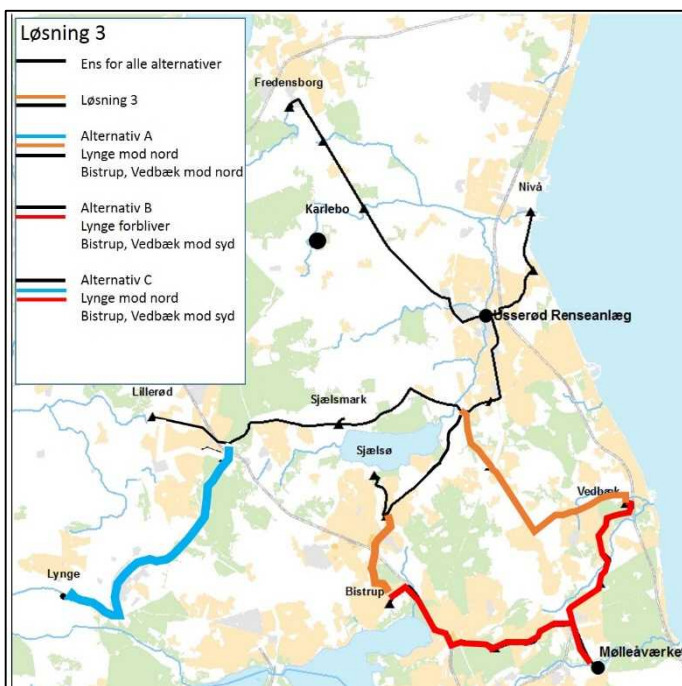 Løsning 3
Ens for alle alternativer
Løsning 3
Alternativ A
Lynge mod nord
Bistrup, Vedbæk mod nord
Alternativ B
Lynge forbliver
Bistrup, Vedbæk mod syd
Alternativ C
Lynge mod nord
Bistrup, Vedbæk mod syd
Fredensborg
Nivå
Karlebo
Usserød Renseanlæg
Lillerød
Sjælsmark
Sjælsø
Vedbæk
Lynge
Bistrup
Mølleåværket